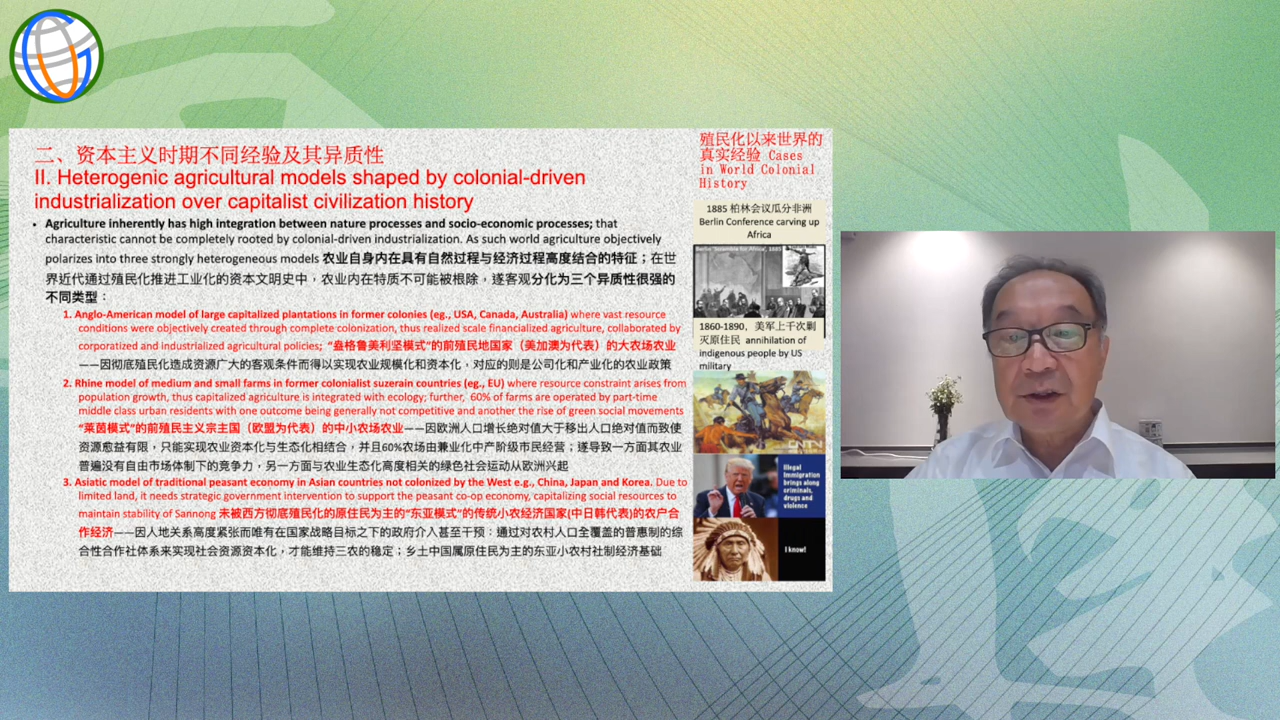 二、资本主义时期不同经验及其异质性
II. Heterogenic agricultural models shaped by colonial-driven
industrialization over capitalist civilization history
• Agriculture inherently has high integration between nature processes and socio-economic processes; that
characteristic cannot be completely rooted by colonial-driven industrialization. As such world agriculture objectively
polarizes into three strongly heterogeneous models 农业自身内在具有自然过程与经济过程高度结合的特征；在世
界近代通过殖民化推进工业化的资本文明史中，农业内在特质不可能被根除，遂客观分化为三个异质性很强的
不同类型：
1. Anglo-American model of large capitalized plantations in former colonies (eg., USA, Canada, Australia) where vast resource
conditions were objectively created through complete colonization, thus realized scale financialized agriculture, collaborated by
corporatized and industrialized agricultural policies; “盎格鲁美利坚模式”的前殖民地国家（美加澳为代表）的大农场农业
——因彻底殖民化造成资源广大的客观条件而得以实现农业规模化和资本化，对应的则是公司化和产业化的农业政策
2. Rhine model of medium and small farms in former colonialist suzerain countries (eg., EU) where resource constraint arises from
population growth, thus capitalized agriculture is integrated with ecology; further, 60% of farms are operated by part-time
middle class urban residents with one outcome being generally not competitive and another the rise of green social movements
“莱茵模式”的前殖民主义宗主国（欧盟为代表）的中小农场农业——因欧洲人口增长绝对值大于移出人口绝对值而致使
资源愈益有限，只能实现农业资本化与生态化相结合，并且60%农场由兼业化中产阶级市民经营；遂导致一方面其农业
普遍没有自由市场体制下的竞争力，另一方面与农业生态化高度相关的绿色社会运动从欧洲兴起
3. Asiatic model of traditional peasant economy in Asian countries not colonized by the West e.g., China, Japan and Korea. Due to
limited land, it needs strategic government intervention to support the peasant co-op economy, capitalizing social resources to
maintain stability of Sannong 未被西方彻底殖民化的原住民为主的“东亚模式”的传统小农经济国家(中日韩代表)的农户合
作经济——因人地关系高度紧张而唯有在国家战略目标之下的政府介入甚至干预：通过对农村人口全覆盖的普惠制的综
合性合作社体系来实现社会资源资本化，才能维持三农的稳定；乡土中国属原住民为主的东亚小农村社制经济基础
殖民化以来世界的
真实经验 Cases
in World Colonial
History
1885 柏林会议瓜分非洲
Berlin Conference carving up
Africa
1860-1890、美军上千次剿
灭原住民 annihilation of
indigenous people by US
military
CNTV
Illegal
Immigration
brings along
criminals,
drugs and
violence
I know!